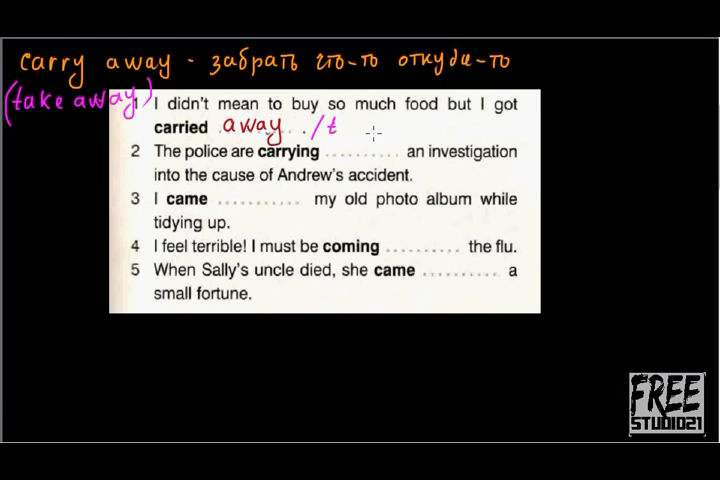 carry away - забрать что-то откуда-то
(take away)
1 I didn't mean to buy so much food but I got
carried away ./t
2 The police are carrying .......... an investigation
into the cause of Andrew's accident.
3 I came ........... my old photo album while
tidying up.
4 I feel terrible! I must be coming .......... the flu.
5 When Sally's uncle died, she came .......... a
small fortune.
FREE
STUDIO21